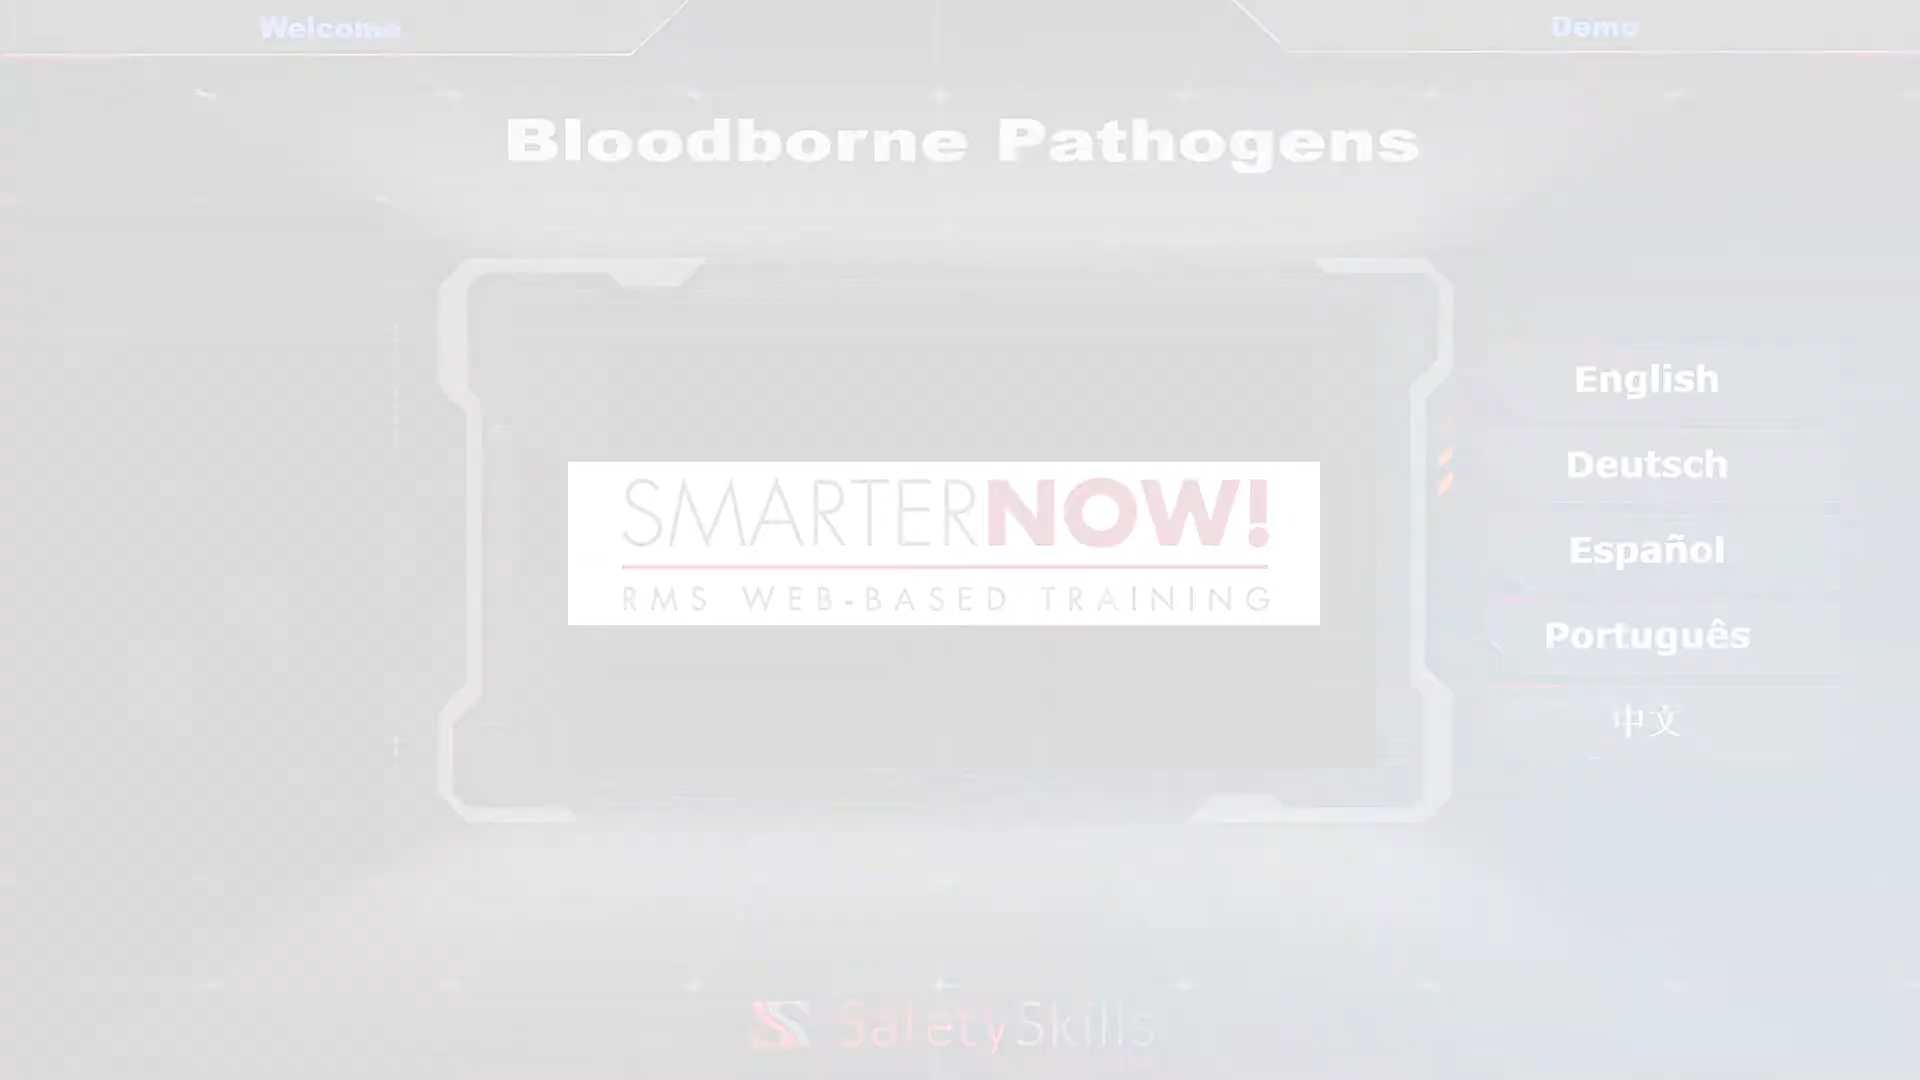 Welcome
Demo
Bloodborne Pathogens
English
Deutsch
Español
Português
中文
SMARTERNOW!
RMS WEB-BASED TRAINING
SafetySkills